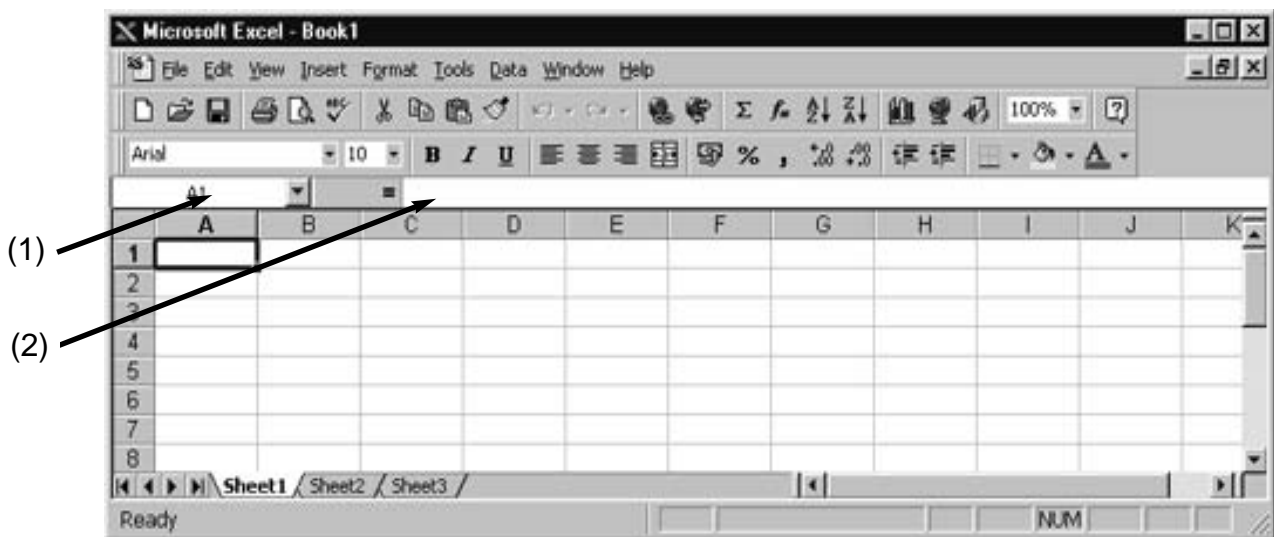 Microsoft Excel - Book1
File Edit View Insert Format Tools Data Window Help
Σ 100%
Arial 10 B I U % , A
A1 =
A B C D E F G H I J K
(1)
1
2
3
(2)
4
5
6
7
8
Sheet1 Sheet2 Sheet3
Ready NUM